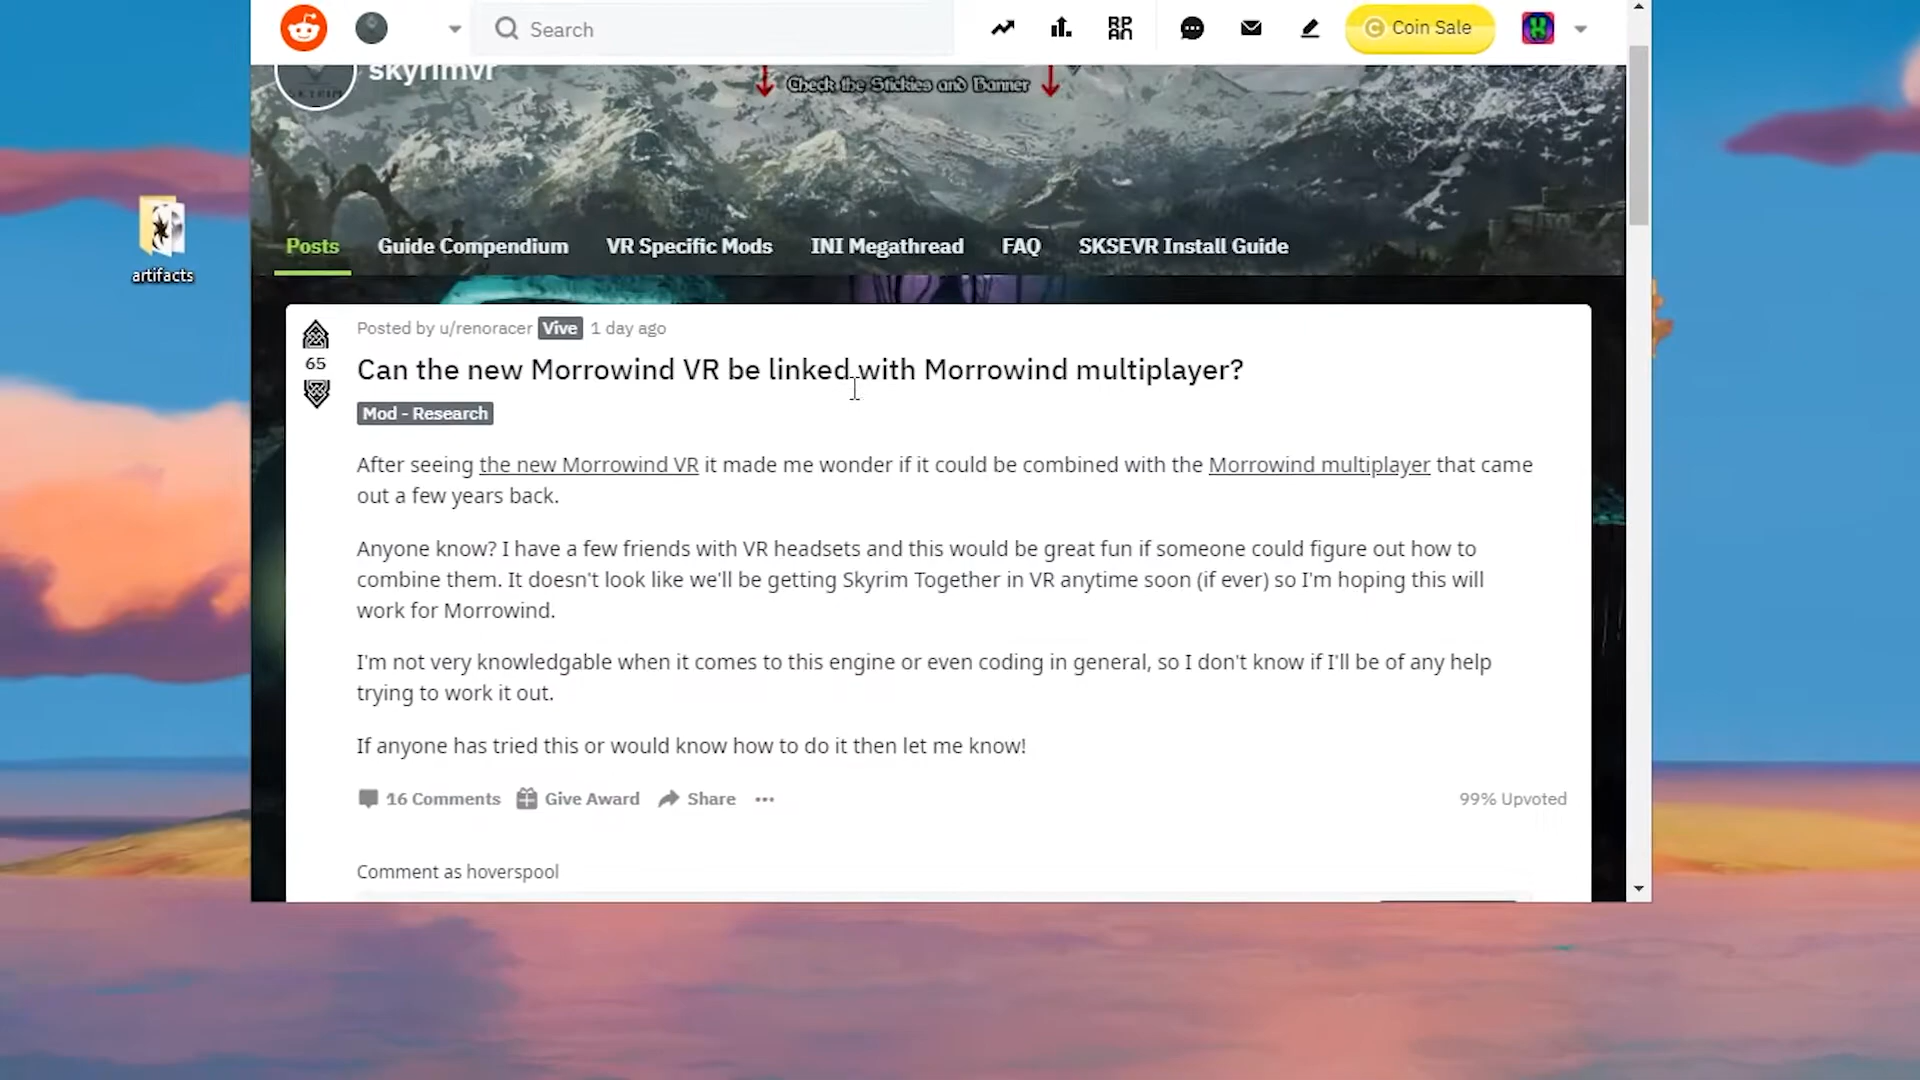 Search
RPAN
Coin Sale
skyrimvr
SKYRIM
Check the Stickies and Banner
Posts Guide Compendium VR Specific Mods INI Megathread FAQ SKSEVR Install Guide
artifacts
Posted by u/renoracer Vive 1 day ago
65
Can the new Morrowind VR be linked with Morrowind multiplayer?
Mod - Research
After seeing the new Morrowind VR it made me wonder if it could be combined with the Morrowind multiplayer that came
out a few years back.
Anyone know? I have a few friends with VR headsets and this would be great fun if someone could figure out how to
combine them. It doesn't look like we'll be getting Skyrim Together in VR anytime soon (if ever) so I'm hoping this will
work for Morrowind.
I'm not very knowledgable when it comes to this engine or even coding in general, so I don't know if I'll be of any help
trying to work it out.
If anyone has tried this or would know how to do it then let me know!
16 Comments Give Award Share ••• 99% Upvoted
Comment as hoverspool